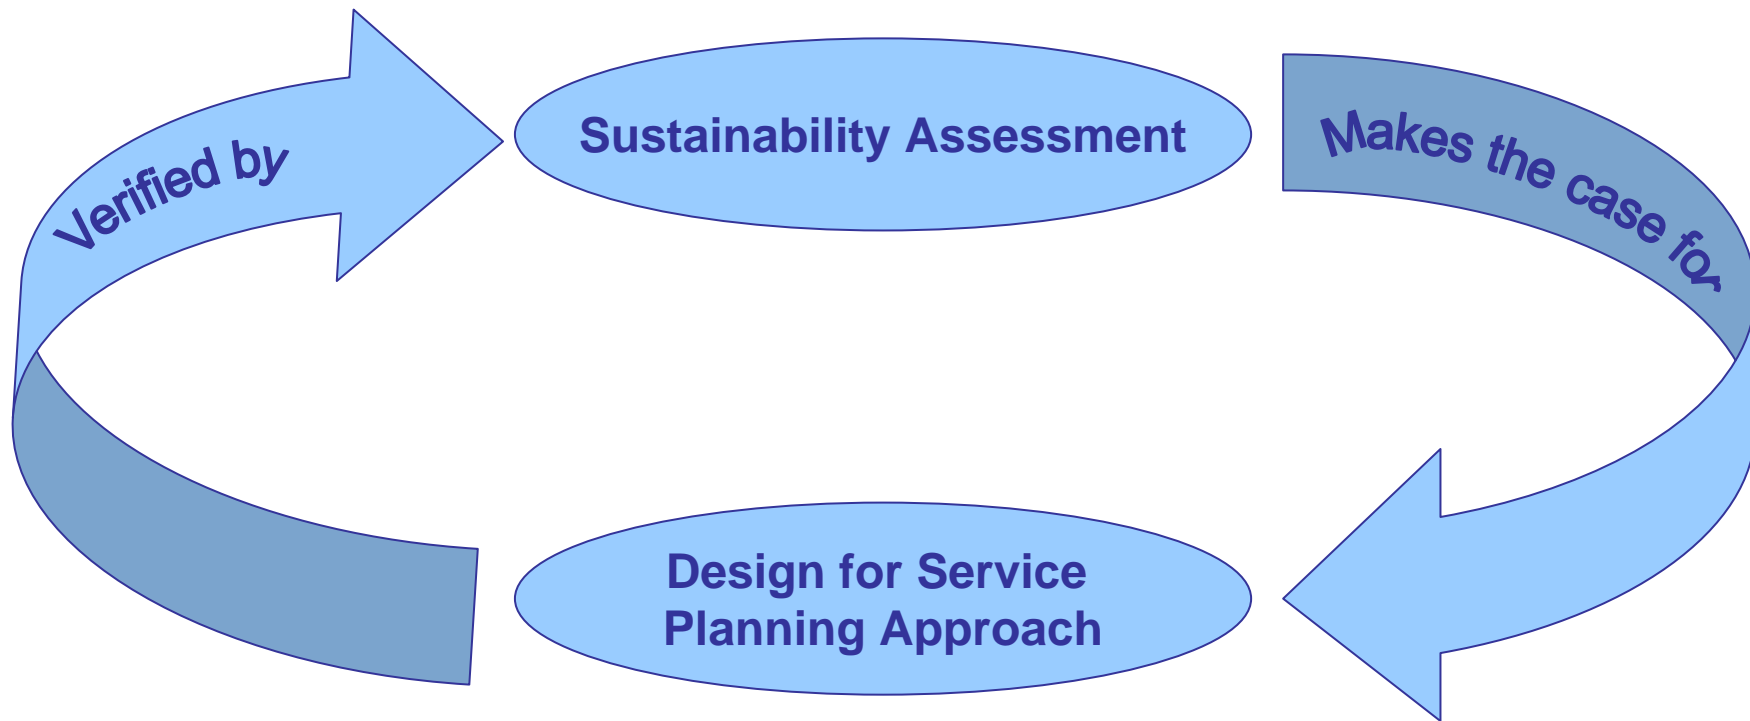 Verified by
Sustainability Assessment
Makes the case for
Design for Service
Planning Approach